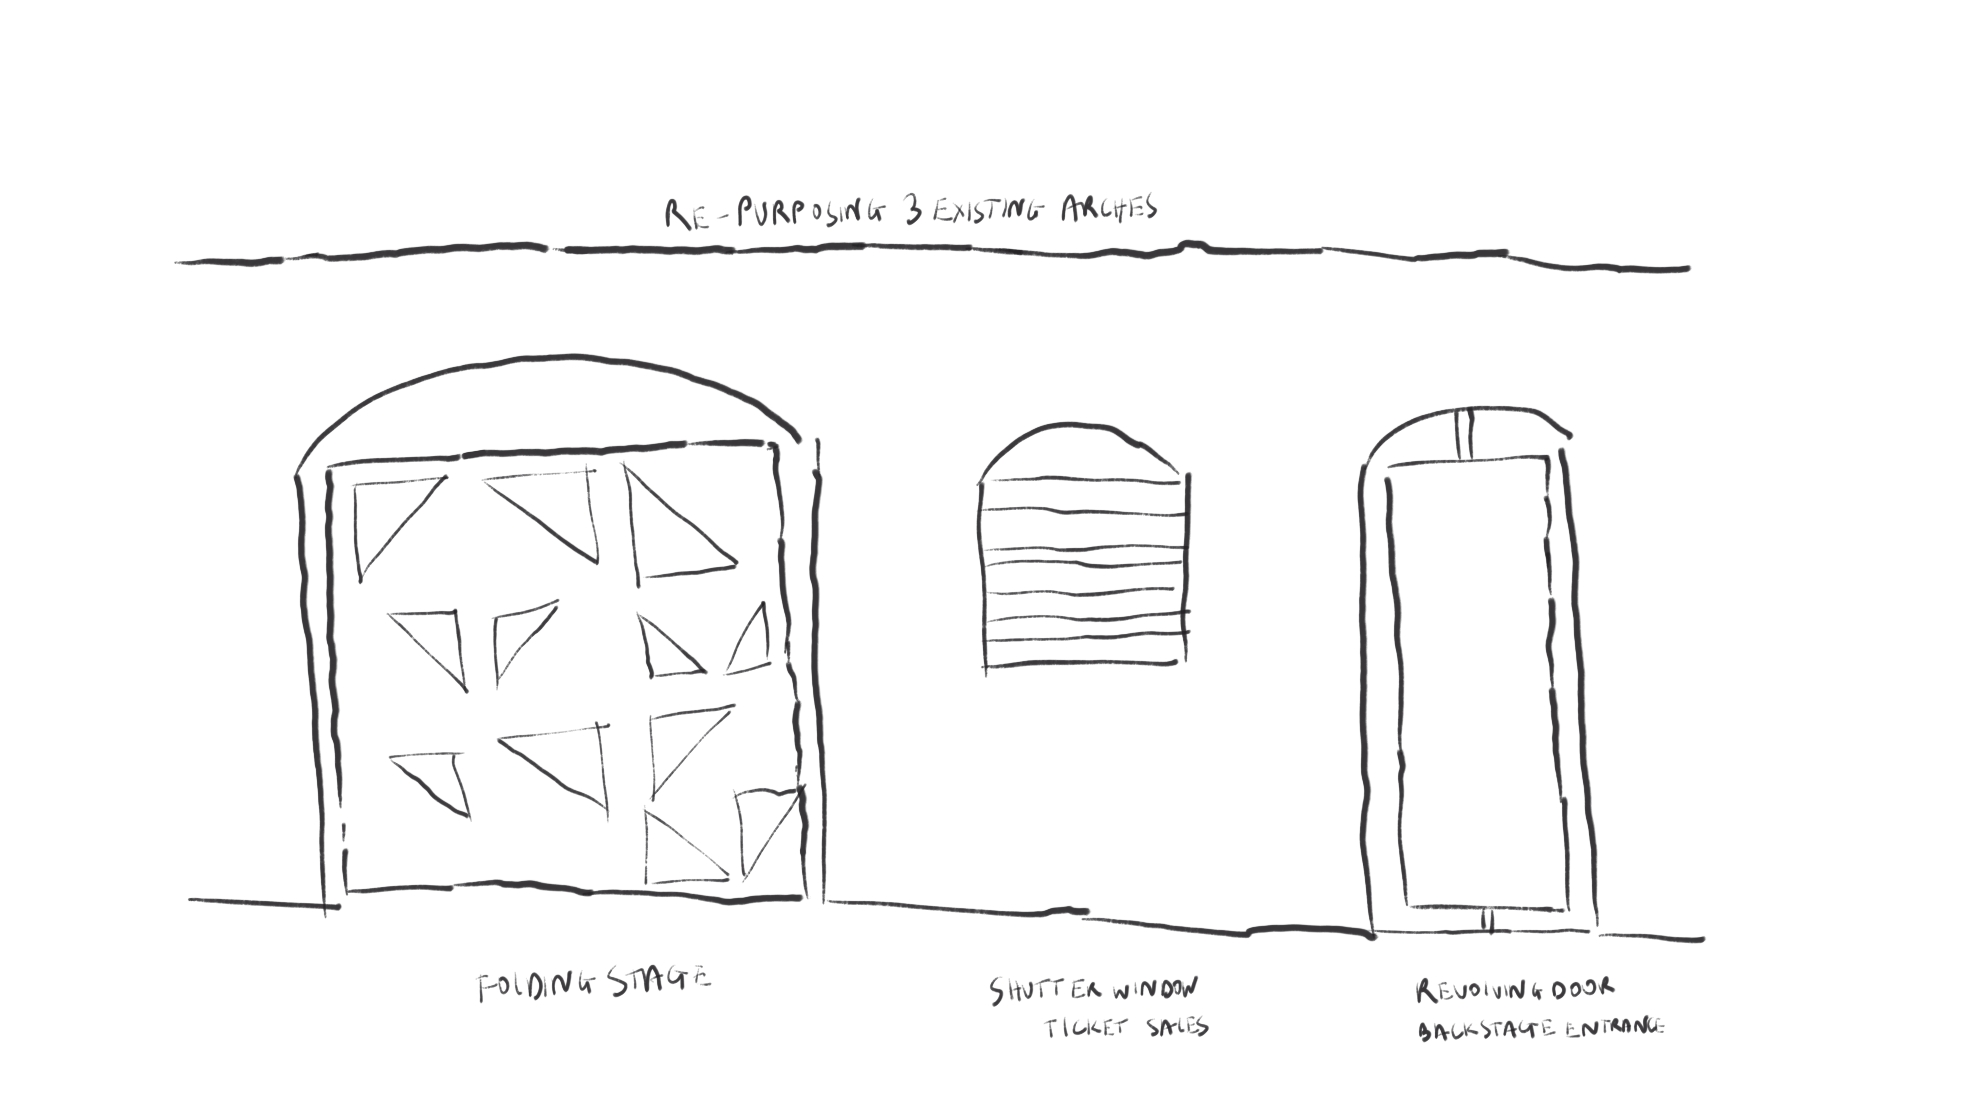 RE-PURPOSING 3 EXISTING ARCHES
FOLDING STAGE
SHUTTER WINDOW
TICKET SALES
REVOLVING DOOR
BACKSTAGE ENTRANCE